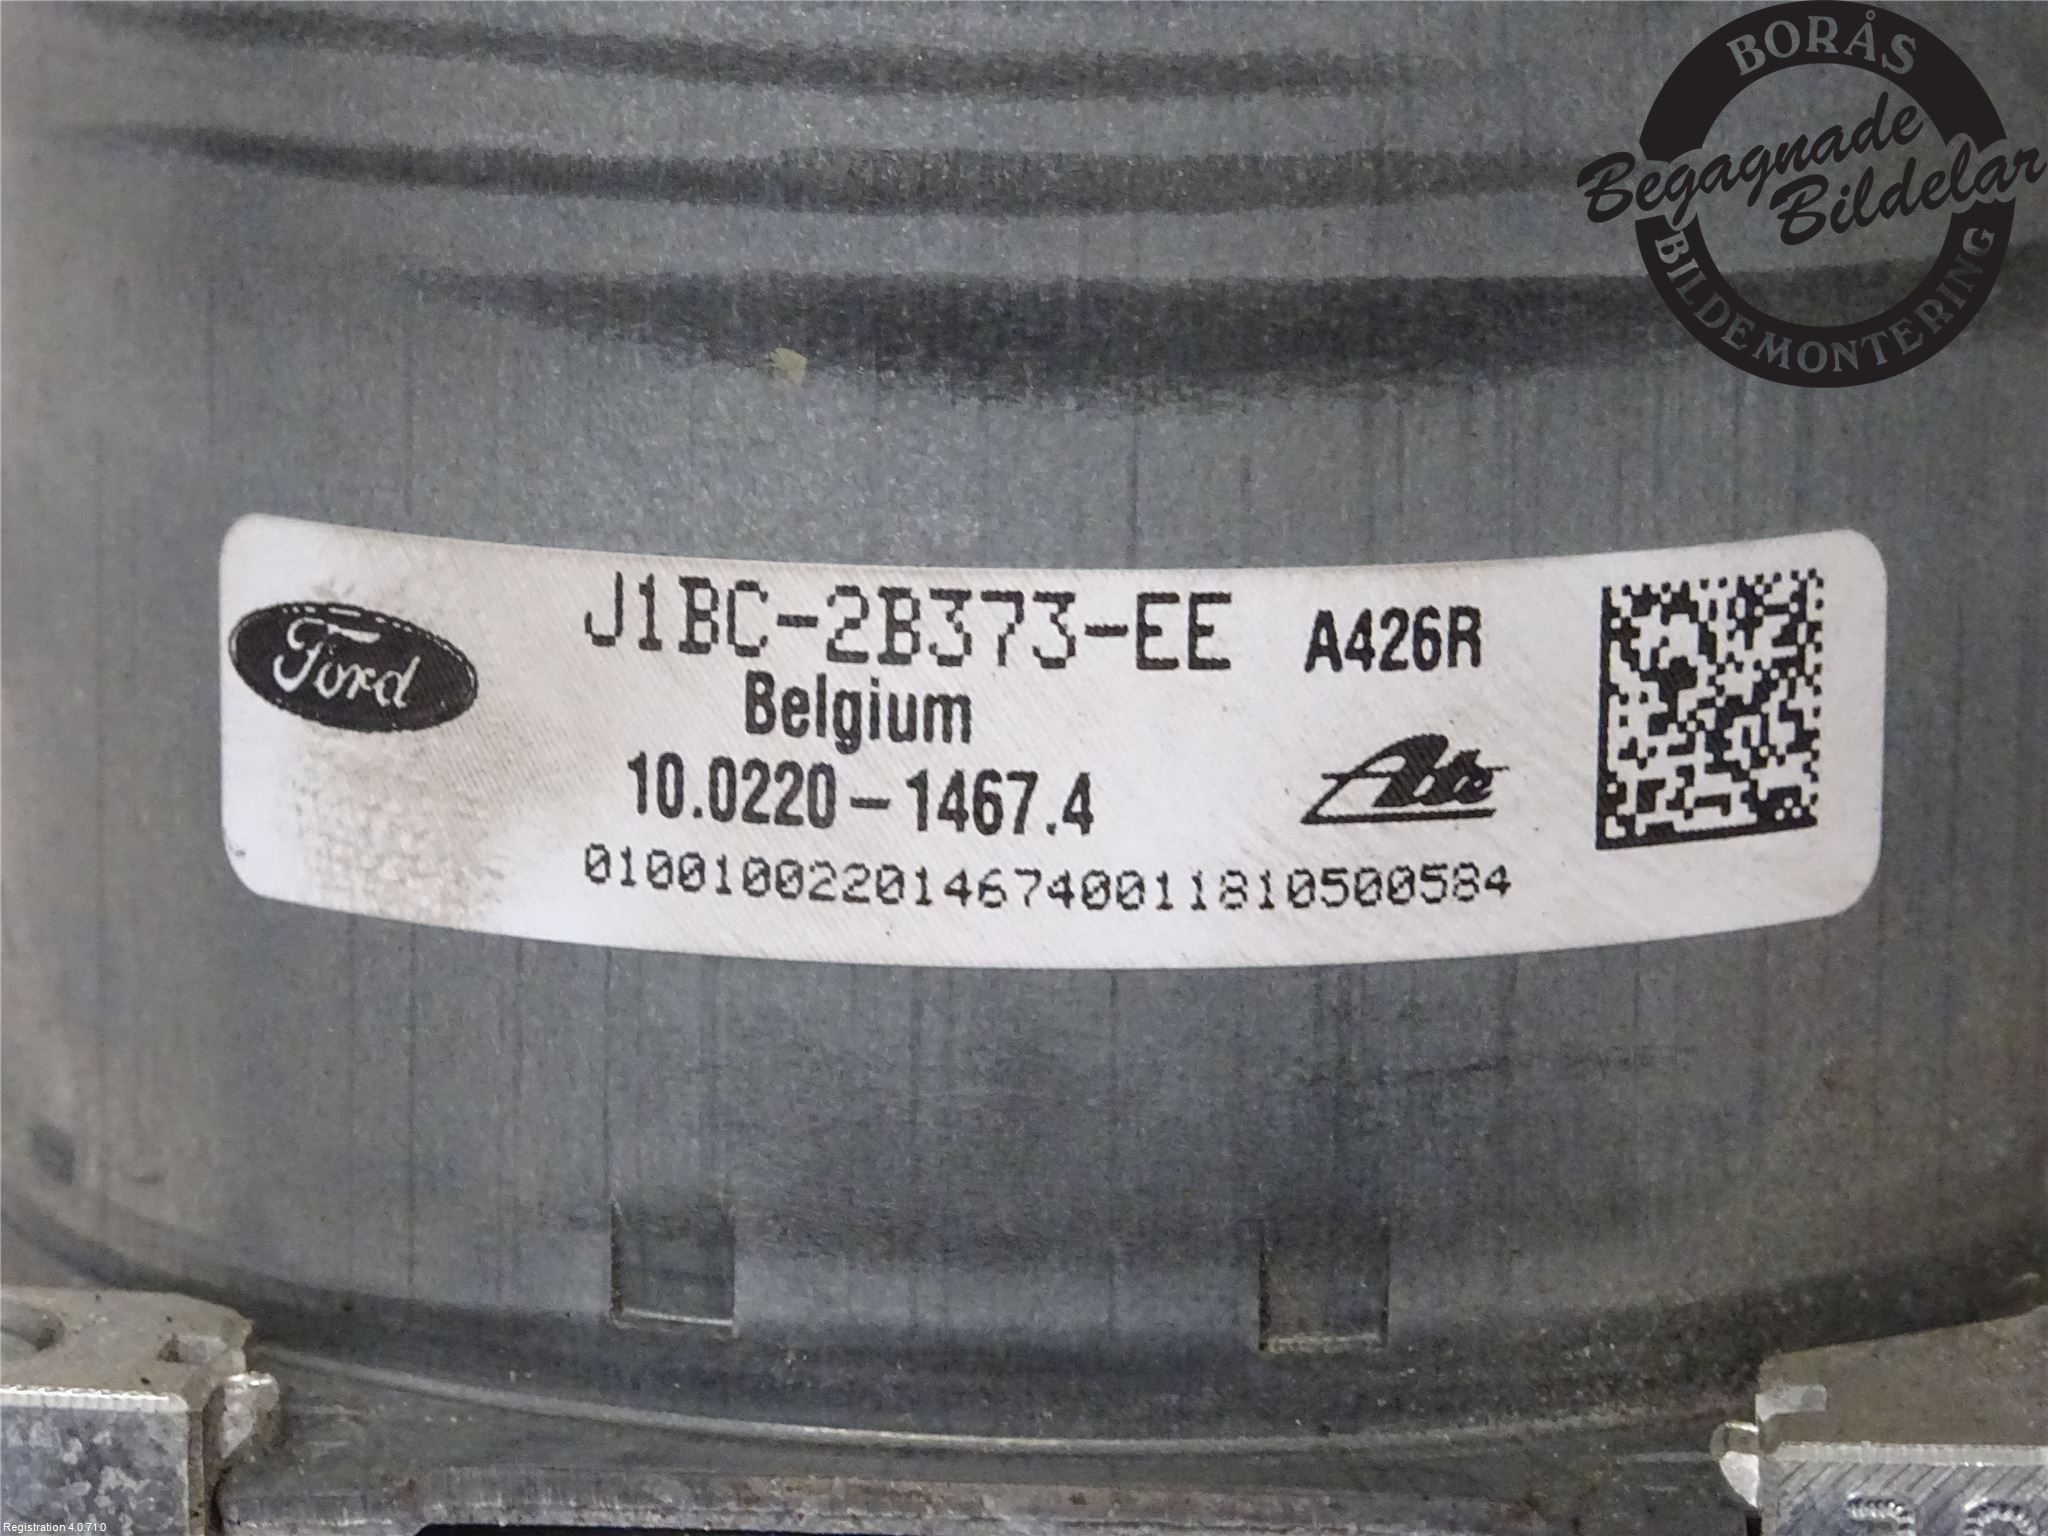 BORÅS
Begagnade
Bildelar
BILDEMONTERING
Ford
J1BC-2B373-EE A426R
Belgium
10.0220-1467.4
Ate
0100100220146740011810500584
Registration 4.0.71.0